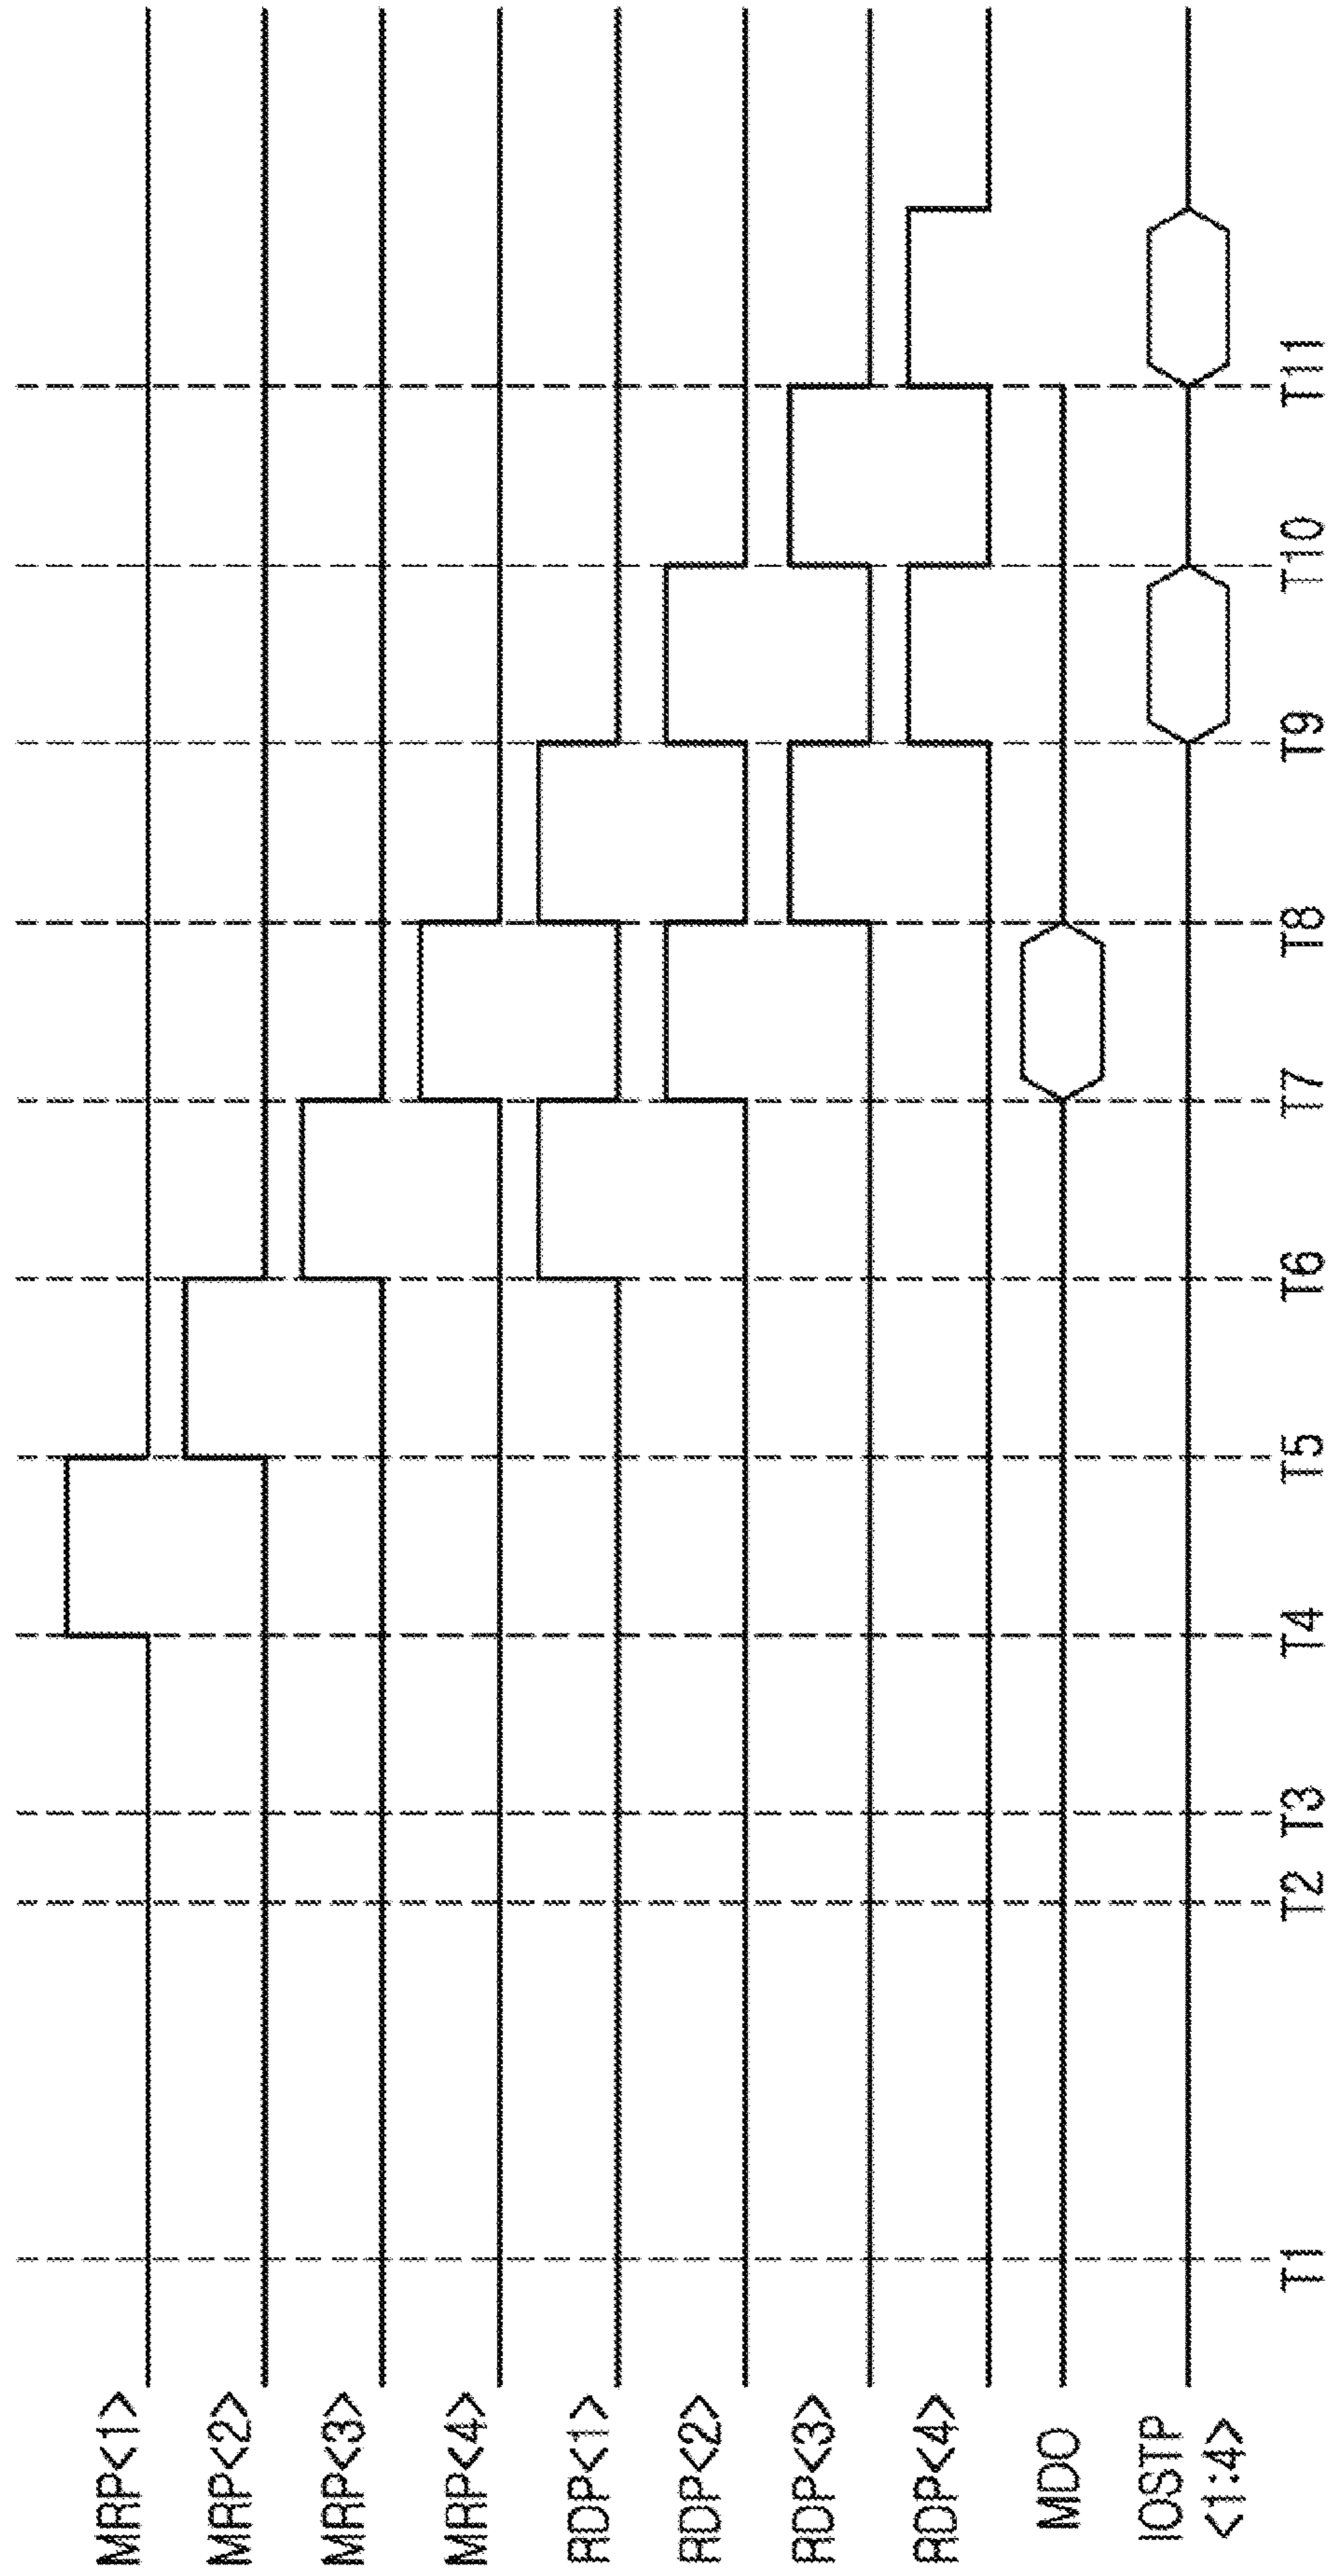 MRP<1>
MRP<2>
MRP<3>
MRP<4>
RDP<1>
RDP<2>
RDP<3>
RDP<4>
MDO
IOSTP
<1:4>
T1 T2 T3 T4 T5 T6 T7 T8 T9 T10 T11